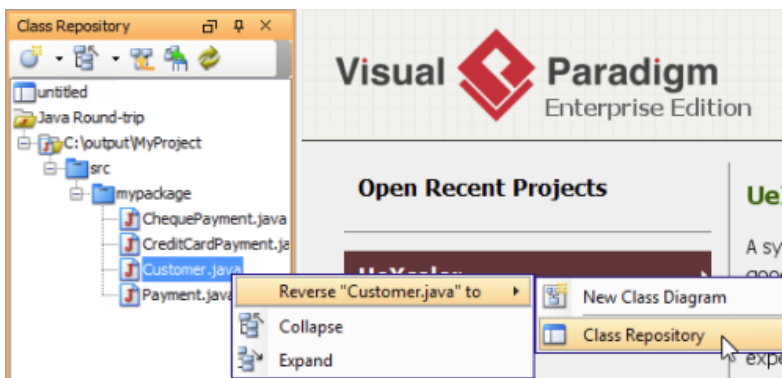 Class Repository
untitled
Java Round-trip
C:\output\MyProject
src
mypackage
ChequePayment.java
CreditCardPayment.ja
Customer.java
Payment.java
Reverse "Customer.java" to
Collapse
Expand
New Class Diagram
Class Repository
Visual Paradigm
Enterprise Edition
Open Recent Projects
UeXceler
UeX
A sy
goo
expe